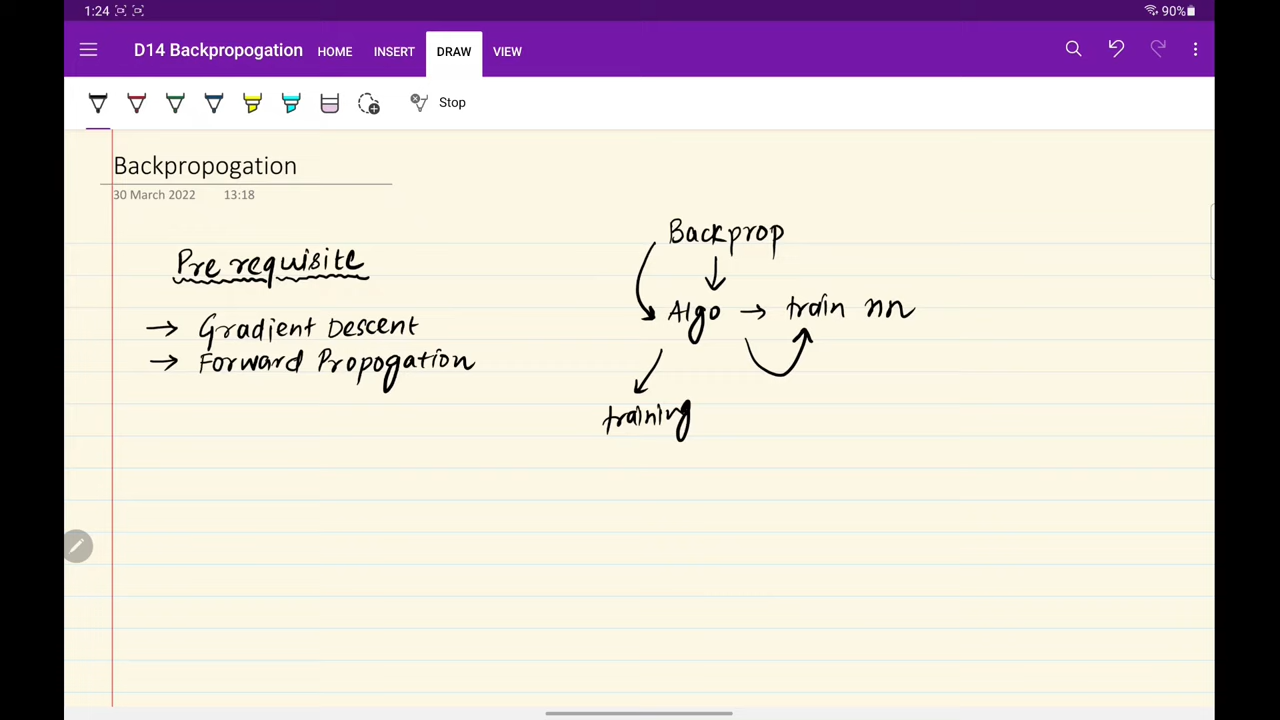 1:24 90%
D14 Backpropogation HOME INSERT DRAW VIEW
Stop
Backpropogation
30 March 2022 13:18
Pre requisite
→ Gradient Descent
→ Forward Propogation
Backprop
↓
Algo → train nn
training